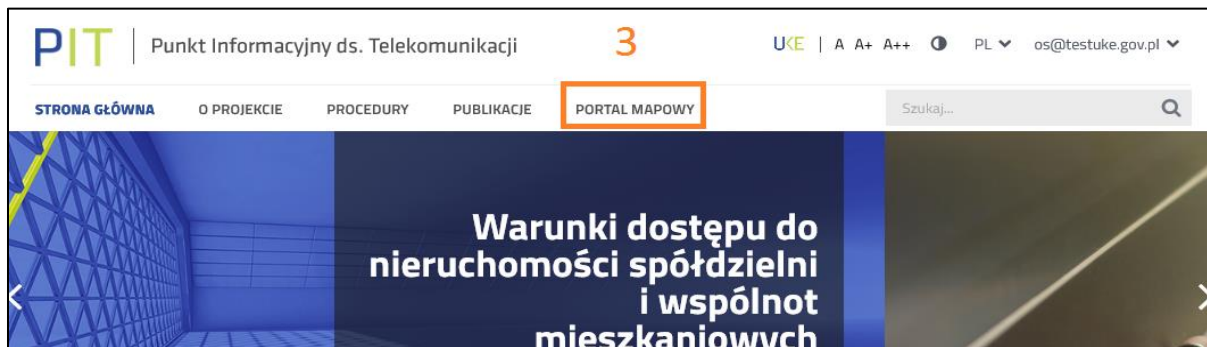 PIT | Punkt Informacyjny ds. Telekomunikacji 3 UKE | A A+ A++ PL os@testuke.gov.pl
STRONA GŁÓWNA O PROJEKCIE PROCEDURY PUBLIKACJE PORTAL MAPOWY Szukaj...
Warunki dostępu do
nieruchomości spółdzielni
i wspólnot
mieszkaniowych